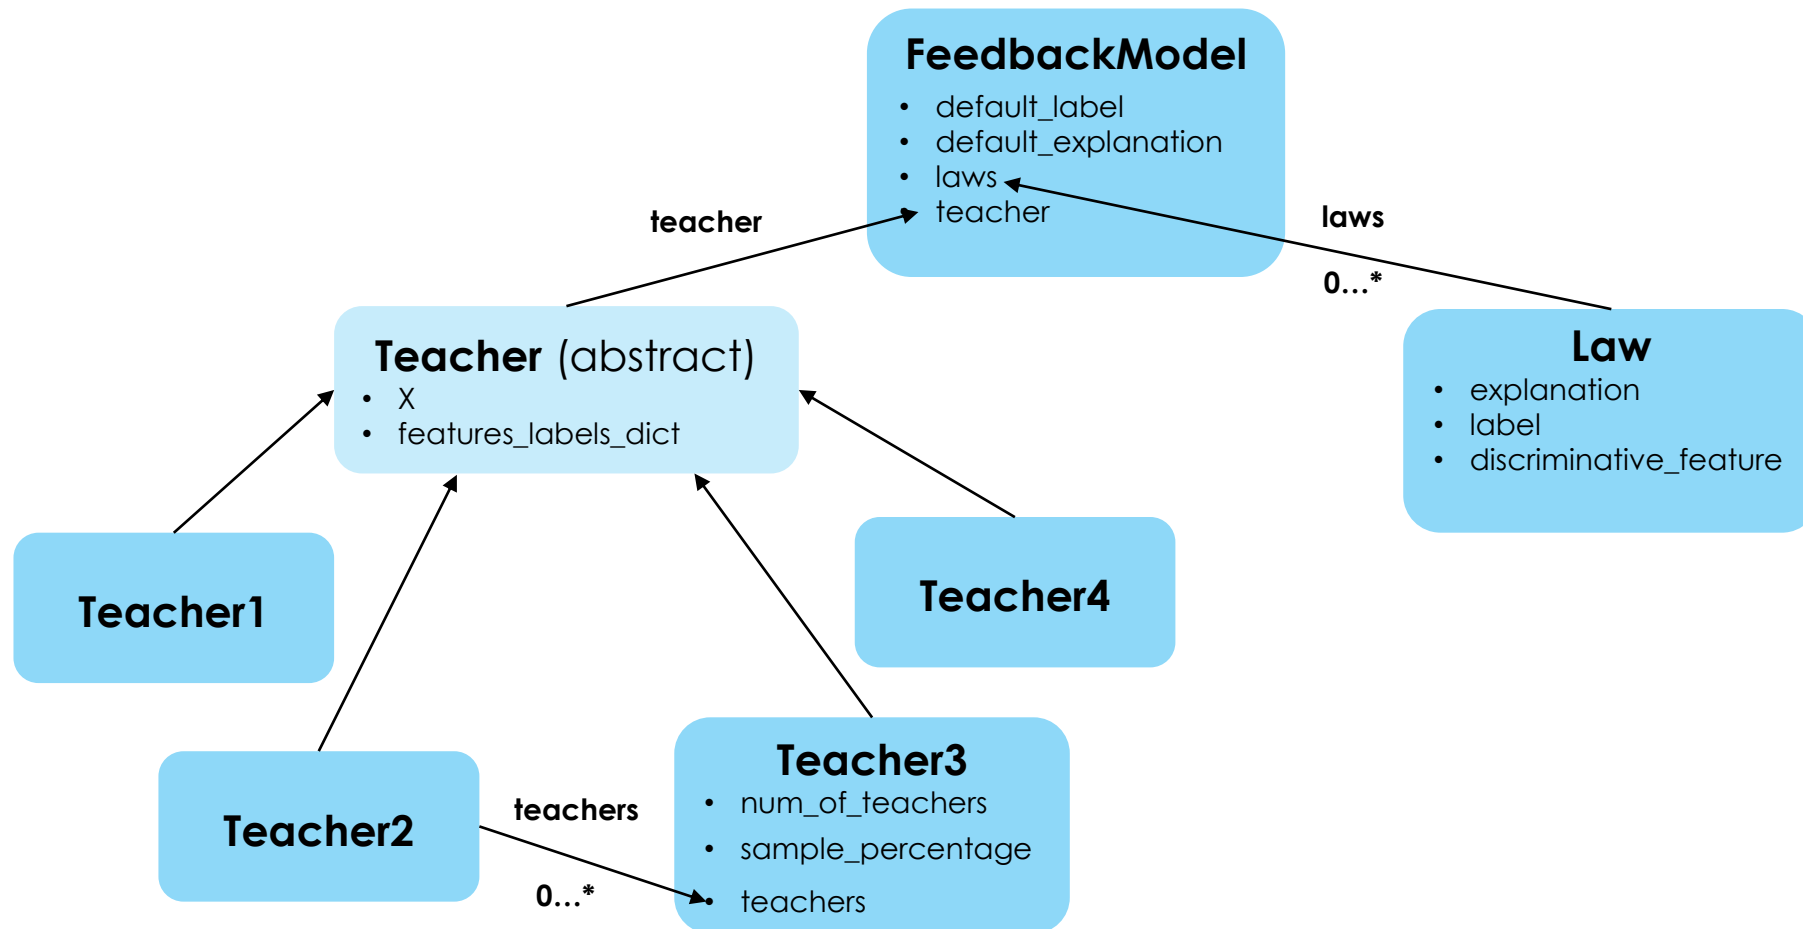 FeedbackModel
• default_label
• default_explanation
• laws
• teacher
teacher
laws
0...*
Teacher (abstract)
• X
• features_labels_dict
Law
• explanation
• label
• discriminative_feature
Teacher1
Teacher4
Teacher2
teachers
0...*
Teacher3
• num_of_teachers
• sample_percentage
• teachers